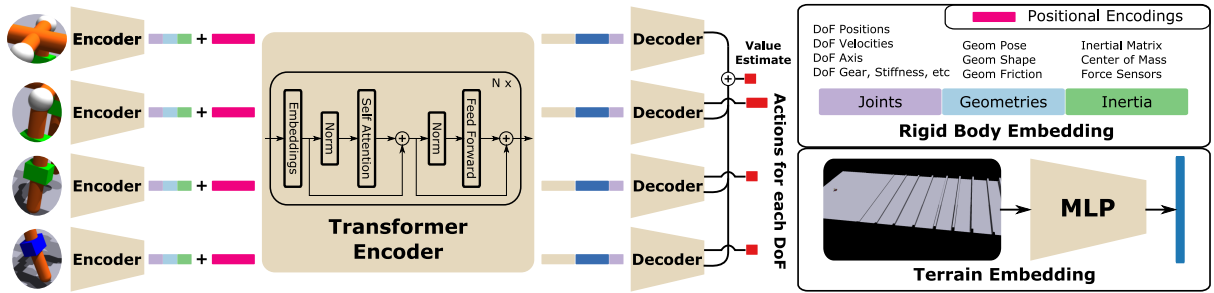 Encoder
+
Encoder
+
Encoder
+
Encoder
+
N x
Embeddings
Norm
Self Attention
+
Norm
Feed Forward
+
Transformer
Encoder
Decoder
Decoder
Decoder
Decoder
Value
Estimate
+
Actions for each DoF
Positional Encodings
DoF Positions
DoF Velocities
DoF Axis
DoF Gear, Stiffness, etc
Geom Pose
Geom Shape
Geom Friction
Inertial Matrix
Center of Mass
Force Sensors
Joints
Geometries
Inertia
Rigid Body Embedding
MLP
Terrain Embedding